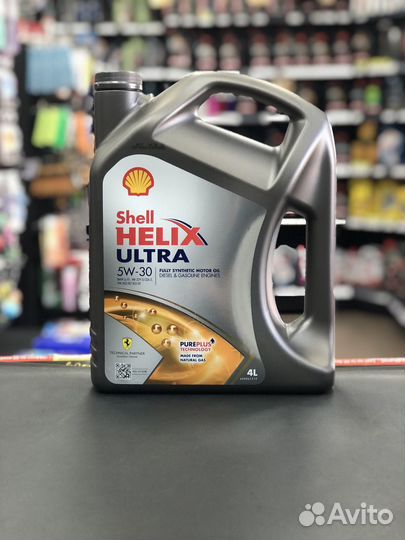 Shell
HELIX
ULTRA
5W-30
FULLY SYNTHETIC MOTOR OIL
DIESEL & GASOLINE ENGINES
TECHNICAL PARTNER
PUREPLUS
TECHNOLOGY
MADE FROM
NATURAL GAS
4L
Avito